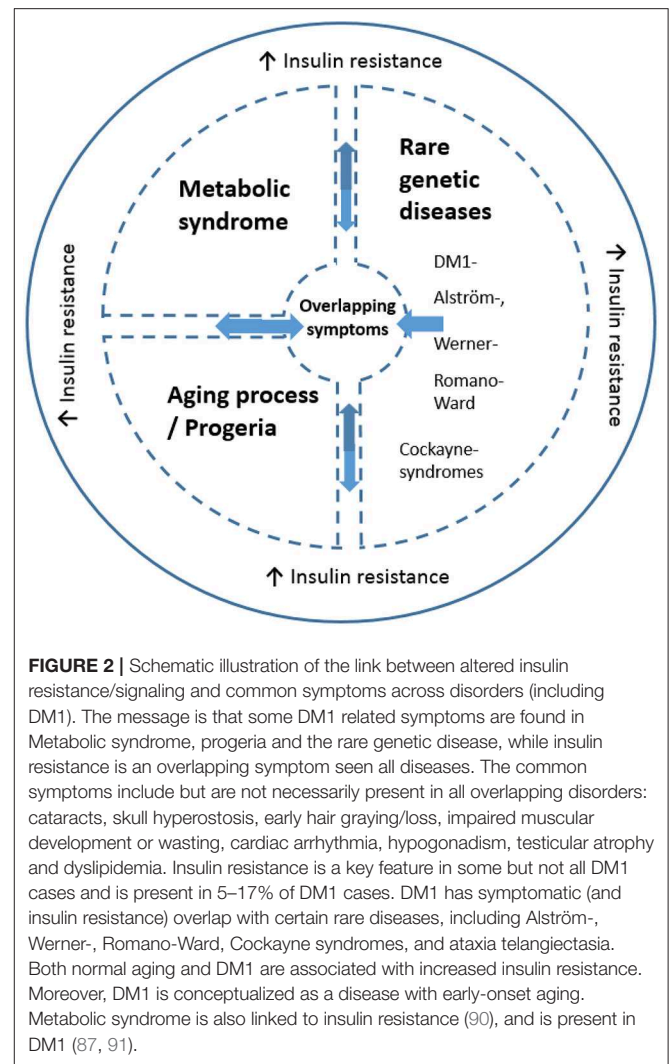 ↑ Insulin resistance
Metabolic
syndrome
Rare
genetic
diseases
↑ Insulin resistance
↑ Insulin resistance
DM1-
Alström-,
Werner-
Romano-
Ward
Cockayne-
syndromes
Overlapping
symptoms
Aging process
/ Progeria
↑ Insulin resistance
FIGURE 2 | Schematic illustration of the link between altered insulin
resistance/signaling and common symptoms across disorders (including
DM1). The message is that some DM1 related symptoms are found in
Metabolic syndrome, progeria and the rare genetic disease, while insulin
resistance is an overlapping symptom seen all diseases. The common
symptoms include but are not necessarily present in all overlapping disorders:
cataracts, skull hyperostosis, early hair graying/loss, impaired muscular
development or wasting, cardiac arrhythmia, hypogonadism, testicular atrophy
and dyslipidemia. Insulin resistance is a key feature in some but not all DM1
cases and is present in 5–17% of DM1 cases. DM1 has symptomatic (and
insulin resistance) overlap with certain rare diseases, including Alström-,
Werner-, Romano-Ward, Cockayne syndromes, and ataxia telangiectasia.
Both normal aging and DM1 are associated with increased insulin resistance.
Moreover, DM1 is conceptualized as a disease with early-onset aging.
Metabolic syndrome is also linked to insulin resistance (90), and is present in
DM1 (87, 91).